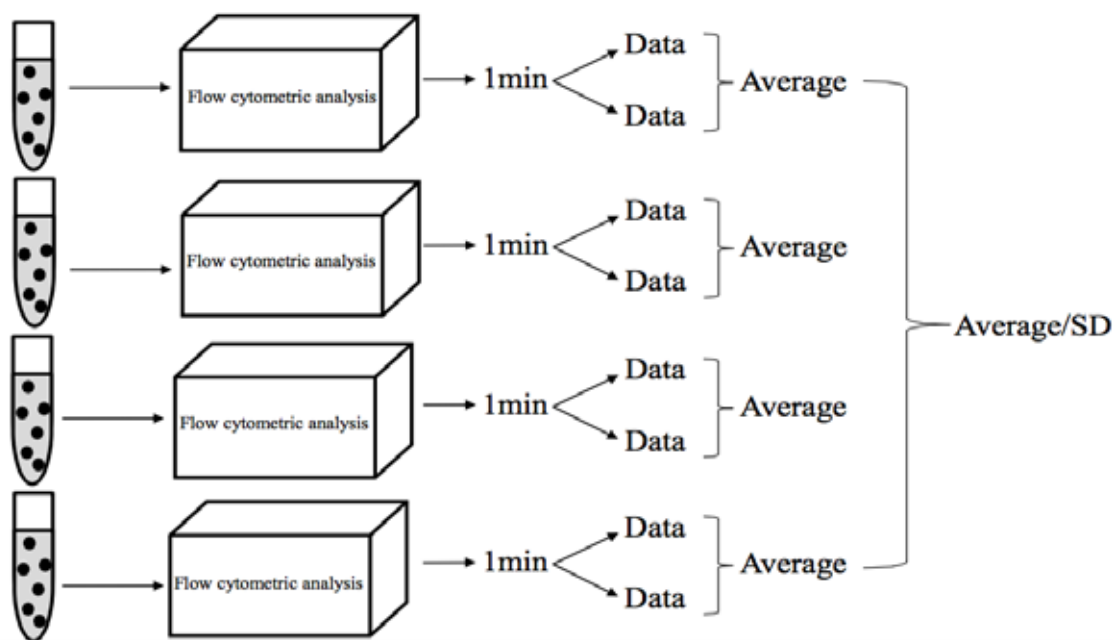 Data
Flow cytometric analysis
1min
Average
Data
Data
Flow cytometric analysis
1min
Average
Data
Average/SD
Data
Flow cytometric analysis
1min
Average
Data
Data
Flow cytometric analysis
1min
Average
Data